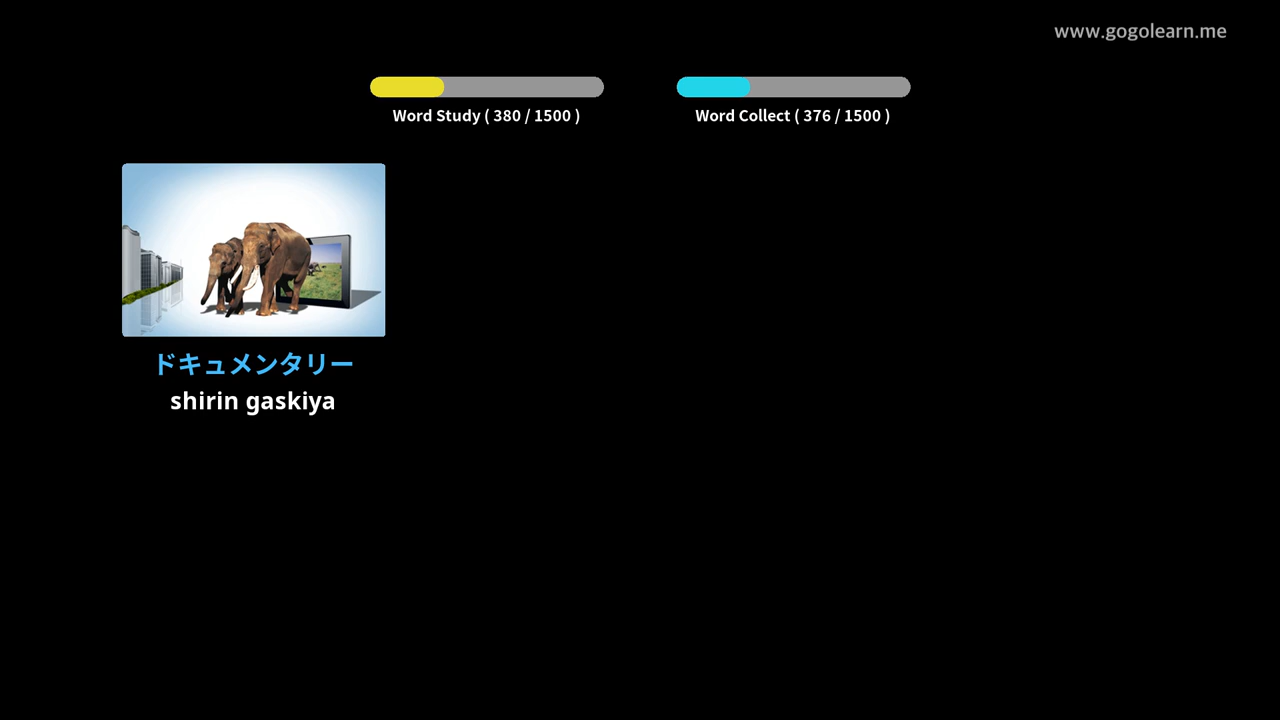 www.gogolearn.me
Word Study ( 380 / 1500 )
Word Collect ( 376 / 1500 )
ドキュメンタリー
shirin gaskiya